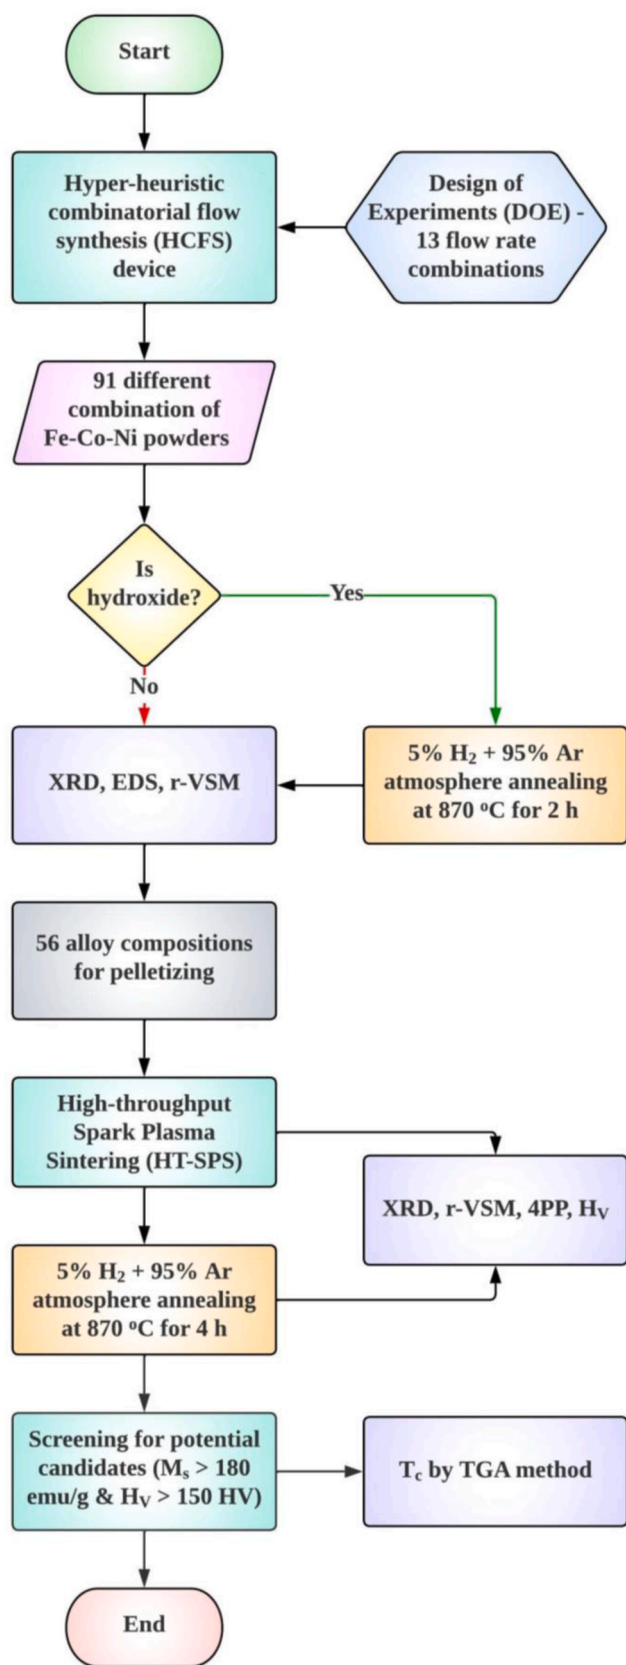 Start
Hyper-heuristic
combinatorial flow
synthesis (HCFS)
device
Design of
Experiments (DOE) -
13 flow rate
combinations
91 different
combination of
Fe-Co-Ni powders
Is
hydroxide?
Yes
No
XRD, EDS, r-VSM
5% H₂ + 95% Ar
atmosphere annealing
at 870 ºC for 2 h
56 alloy compositions
for pelletizing
High-throughput
Spark Plasma
Sintering (HT-SPS)
XRD, r-VSM, 4PP, Hᵥ
5% H₂ + 95% Ar
atmosphere annealing
at 870 ºC for 4 h
Screening for potential
candidates (Mₛ > 180
emu/g & Hᵥ > 150 HV)
T꜀ by TGA method
End